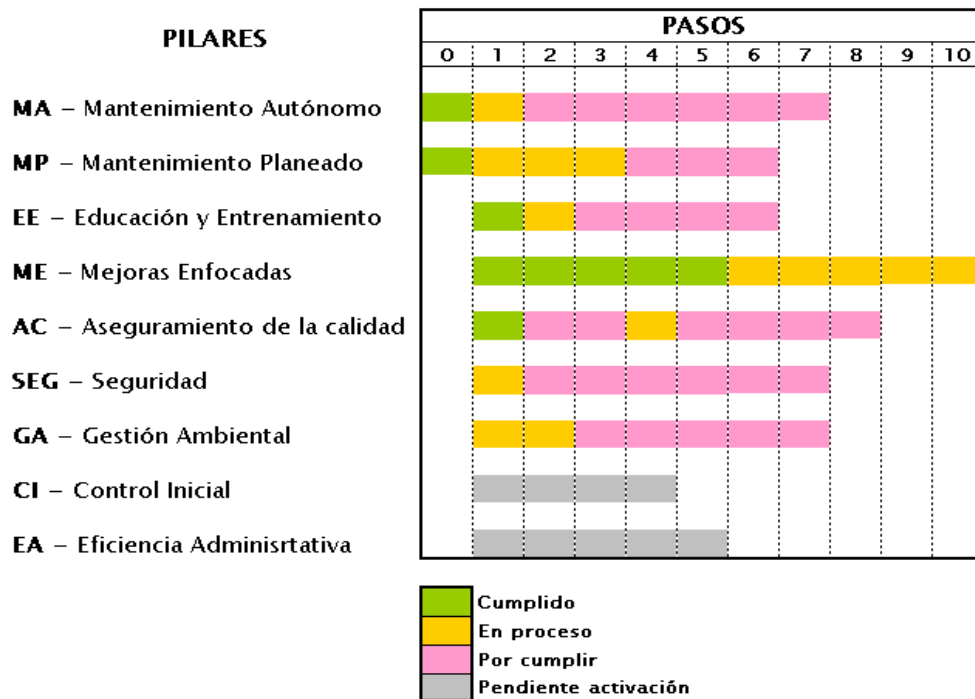 PILARES
PASOS
0 1 2 3 4 5 6 7 8 9 10
MA – Mantenimiento Autónomo
MP – Mantenimiento Planeado
EE – Educación y Entrenamiento
ME – Mejoras Enfocadas
AC – Aseguramiento de la calidad
SEG – Seguridad
GA – Gestión Ambiental
CI – Control Inicial
EA – Eficiencia Adminisrtativa
Cumplido
En proceso
Por cumplir
Pendiente activación